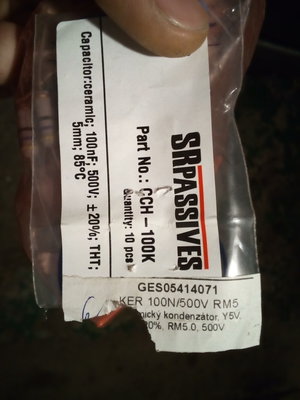 SRPASSIVES
Part No.: CCH-100K
Quantity: 10 pcs
Capacitor:ceramic; 100nF; 500V; ±20%; THT;
5mm; 85°C
GES05414071
KER 100N/500V RM5
kondenzátor, Y5V,
20%, RM5.0, 500V